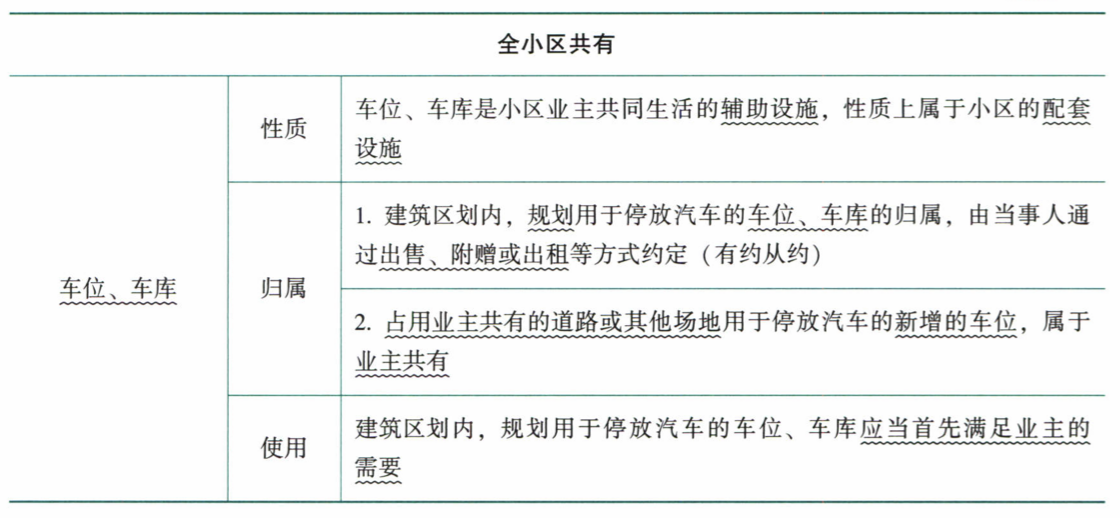 全小区共有
车位、车库
性质
车位、车库是小区业主共同生活的辅助设施，性质上属于小区的配套
设施
归属
1. 建筑区划内，规划用于停放汽车的车位、车库的归属，由当事人通
过出售、附赠或出租等方式约定（有约从约）
2. 占用业主共有的道路或其他场地用于停放汽车的新增的车位，属于
业主共有
使用
建筑区划内，规划用于停放汽车的车位、车库应当首先满足业主的
需要